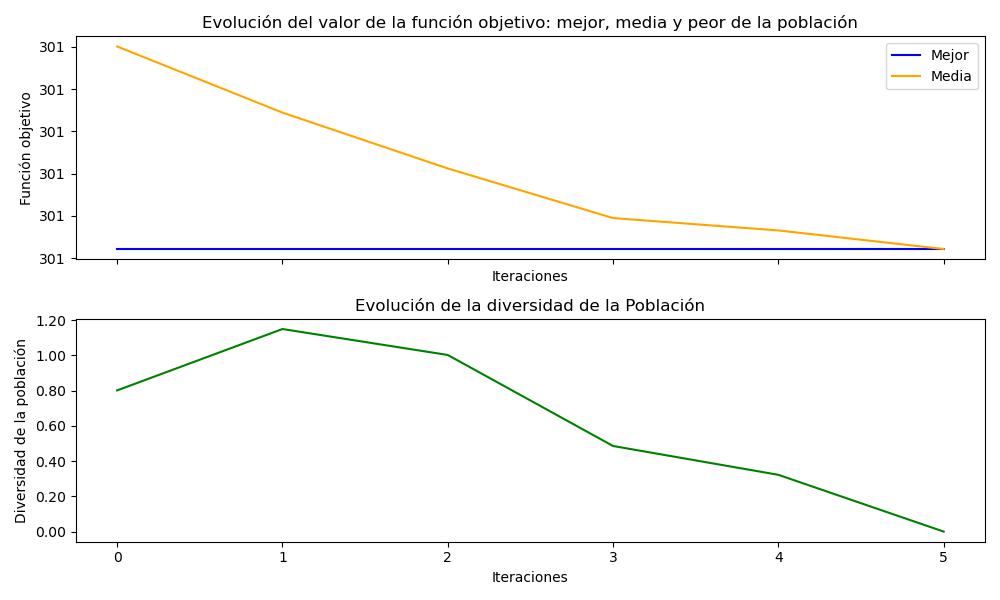 Evolución del valor de la función objetivo: mejor, media y peor de la población
301
301
301
301
301
301
Función objetivo
Mejor
Media
Iteraciones
Evolución de la diversidad de la Población
1.20
1.00
0.80
0.60
0.40
0.20
0.00
Diversidad de la población
0 1 2 3 4 5
Iteraciones